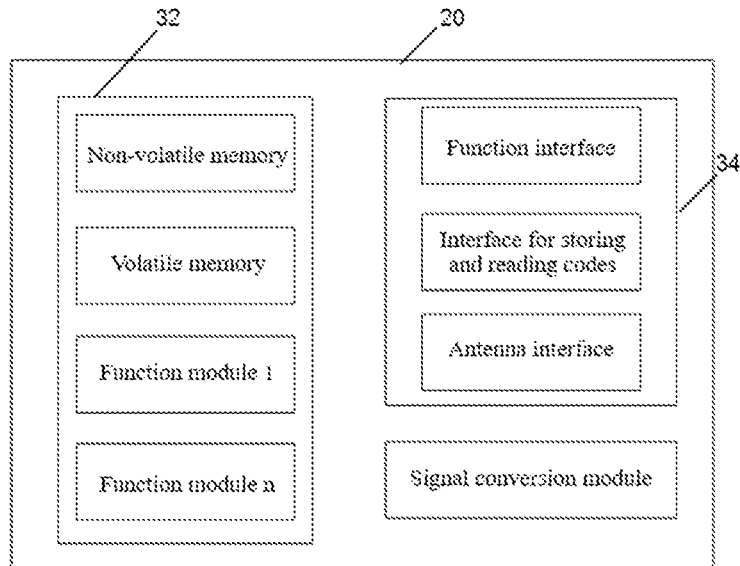 32
20
Non-volatile memory
Volatile memory
Function module 1
Function module n
34
Function interface
Interface for storing
and reading codes
Antenna interface
Signal conversion module